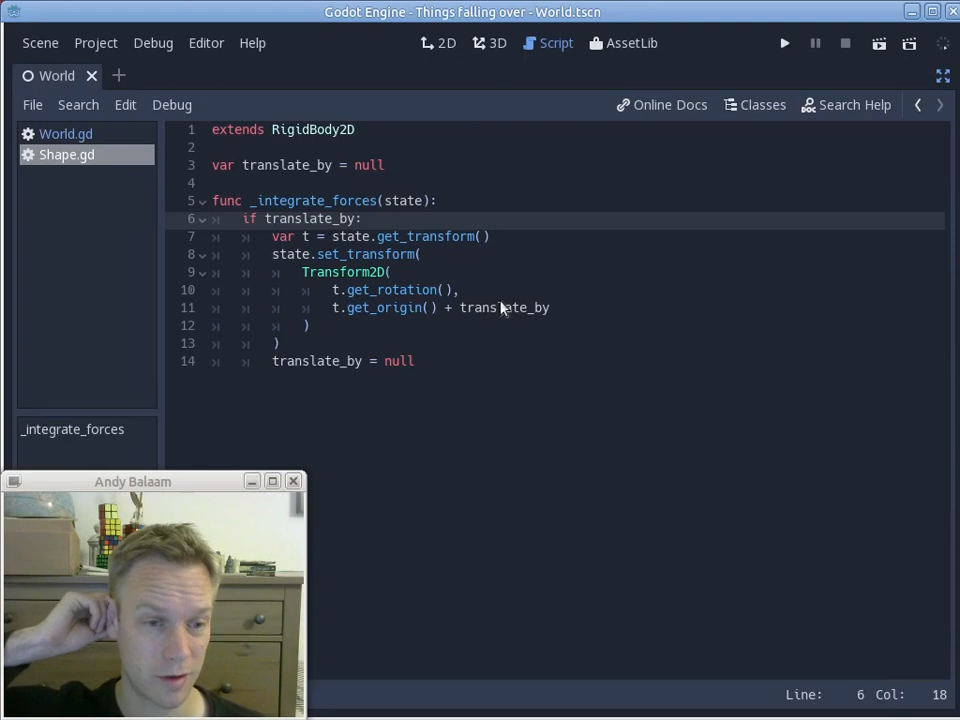 Godot Engine - Things falling over - World.tscn
Scene Project Debug Editor Help 2D 3D Script AssetLib
World
File Search Edit Debug Online Docs Classes Search Help
World.gd
Shape.gd
_integrate_forces
1 extends RigidBody2D
2
3 var translate_by = null
4
5 func _integrate_forces(state):
6 if translate_by:
7 var t = state.get_transform()
8 state.set_transform(
9 Transform2D(
10 t.get_rotation(),
11 t.get_origin() + translate_by
12 )
13 )
14 translate_by = null
Andy Balaam
Line: 6 Col: 18